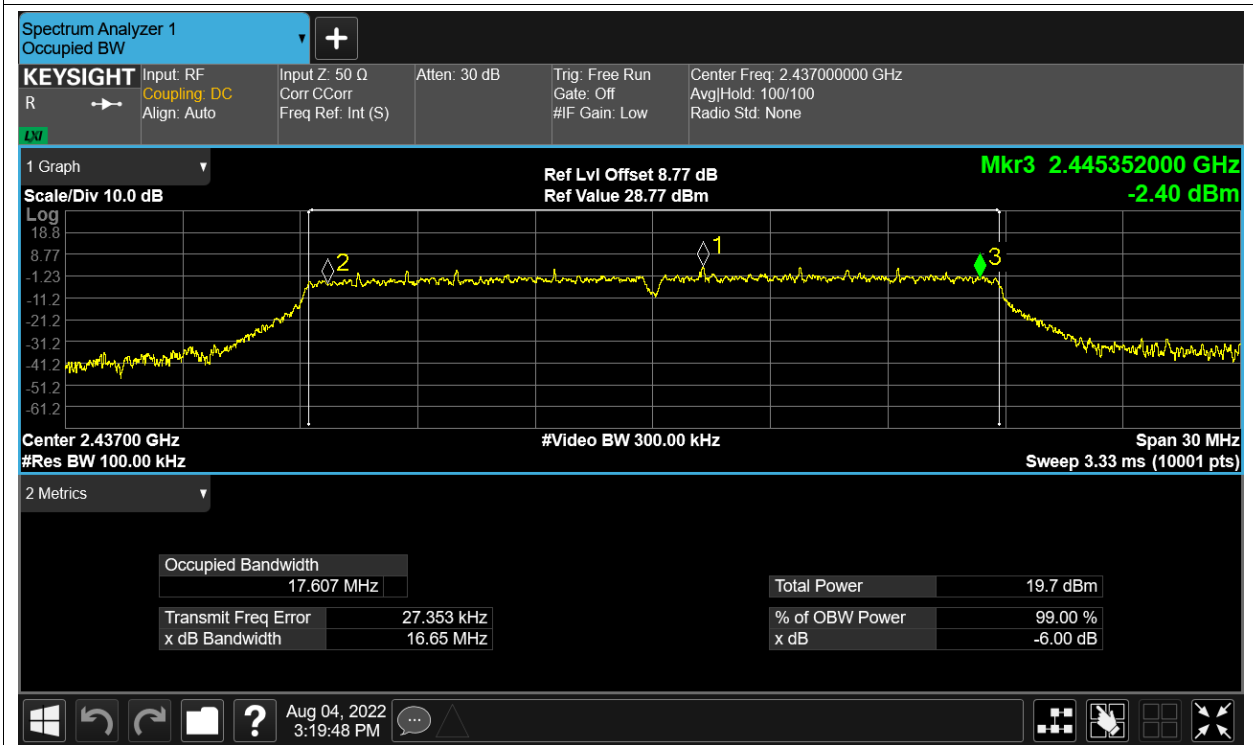 Spectrum Analyzer 1
Occupied BW
KEYSIGHT Input: RF Input Z: 50 Ω Atten: 30 dB Trig: Free Run Center Freq: 2.437000000 GHz
R Coupling: DC Corr CCorr Gate: Off Avg|Hold: 100/100
Align: Auto Freq Ref: Int (S) #IF Gain: Low Radio Std: None
LXI
1 Graph Ref Lvl Offset 8.77 dB Mkr3 2.445352000 GHz
Scale/Div 10.0 dB Ref Value 28.77 dBm -2.40 dBm
Log
18.8
8.77
-1.23
-11.2
-21.2
-31.2
-41.2
-51.2
-61.2
2
1
3
Center 2.43700 GHz #Video BW 300.00 kHz Span 30 MHz
#Res BW 100.00 kHz Sweep 3.33 ms (10001 pts)
2 Metrics
Occupied Bandwidth
17.607 MHz Total Power 19.7 dBm
Transmit Freq Error 27.353 kHz % of OBW Power 99.00 %
x dB Bandwidth 16.65 MHz x dB -6.00 dB
? Aug 04, 2022
3:19:48 PM